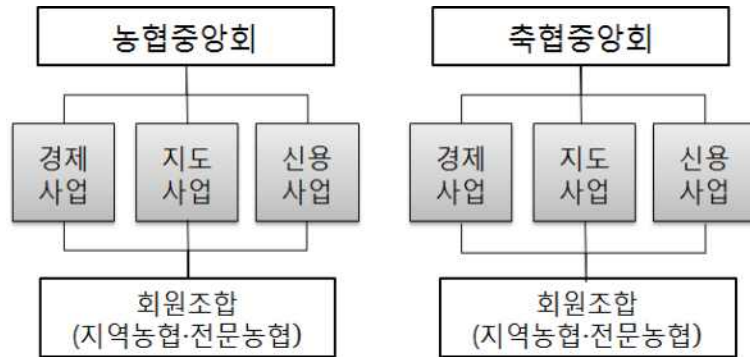 농협중앙회
경제
사업
지도
사업
신용
사업
회원조합
(지역농협·전문농협)
축협중앙회
경제
사업
지도
사업
신용
사업
회원조합
(지역농협·전문농협)